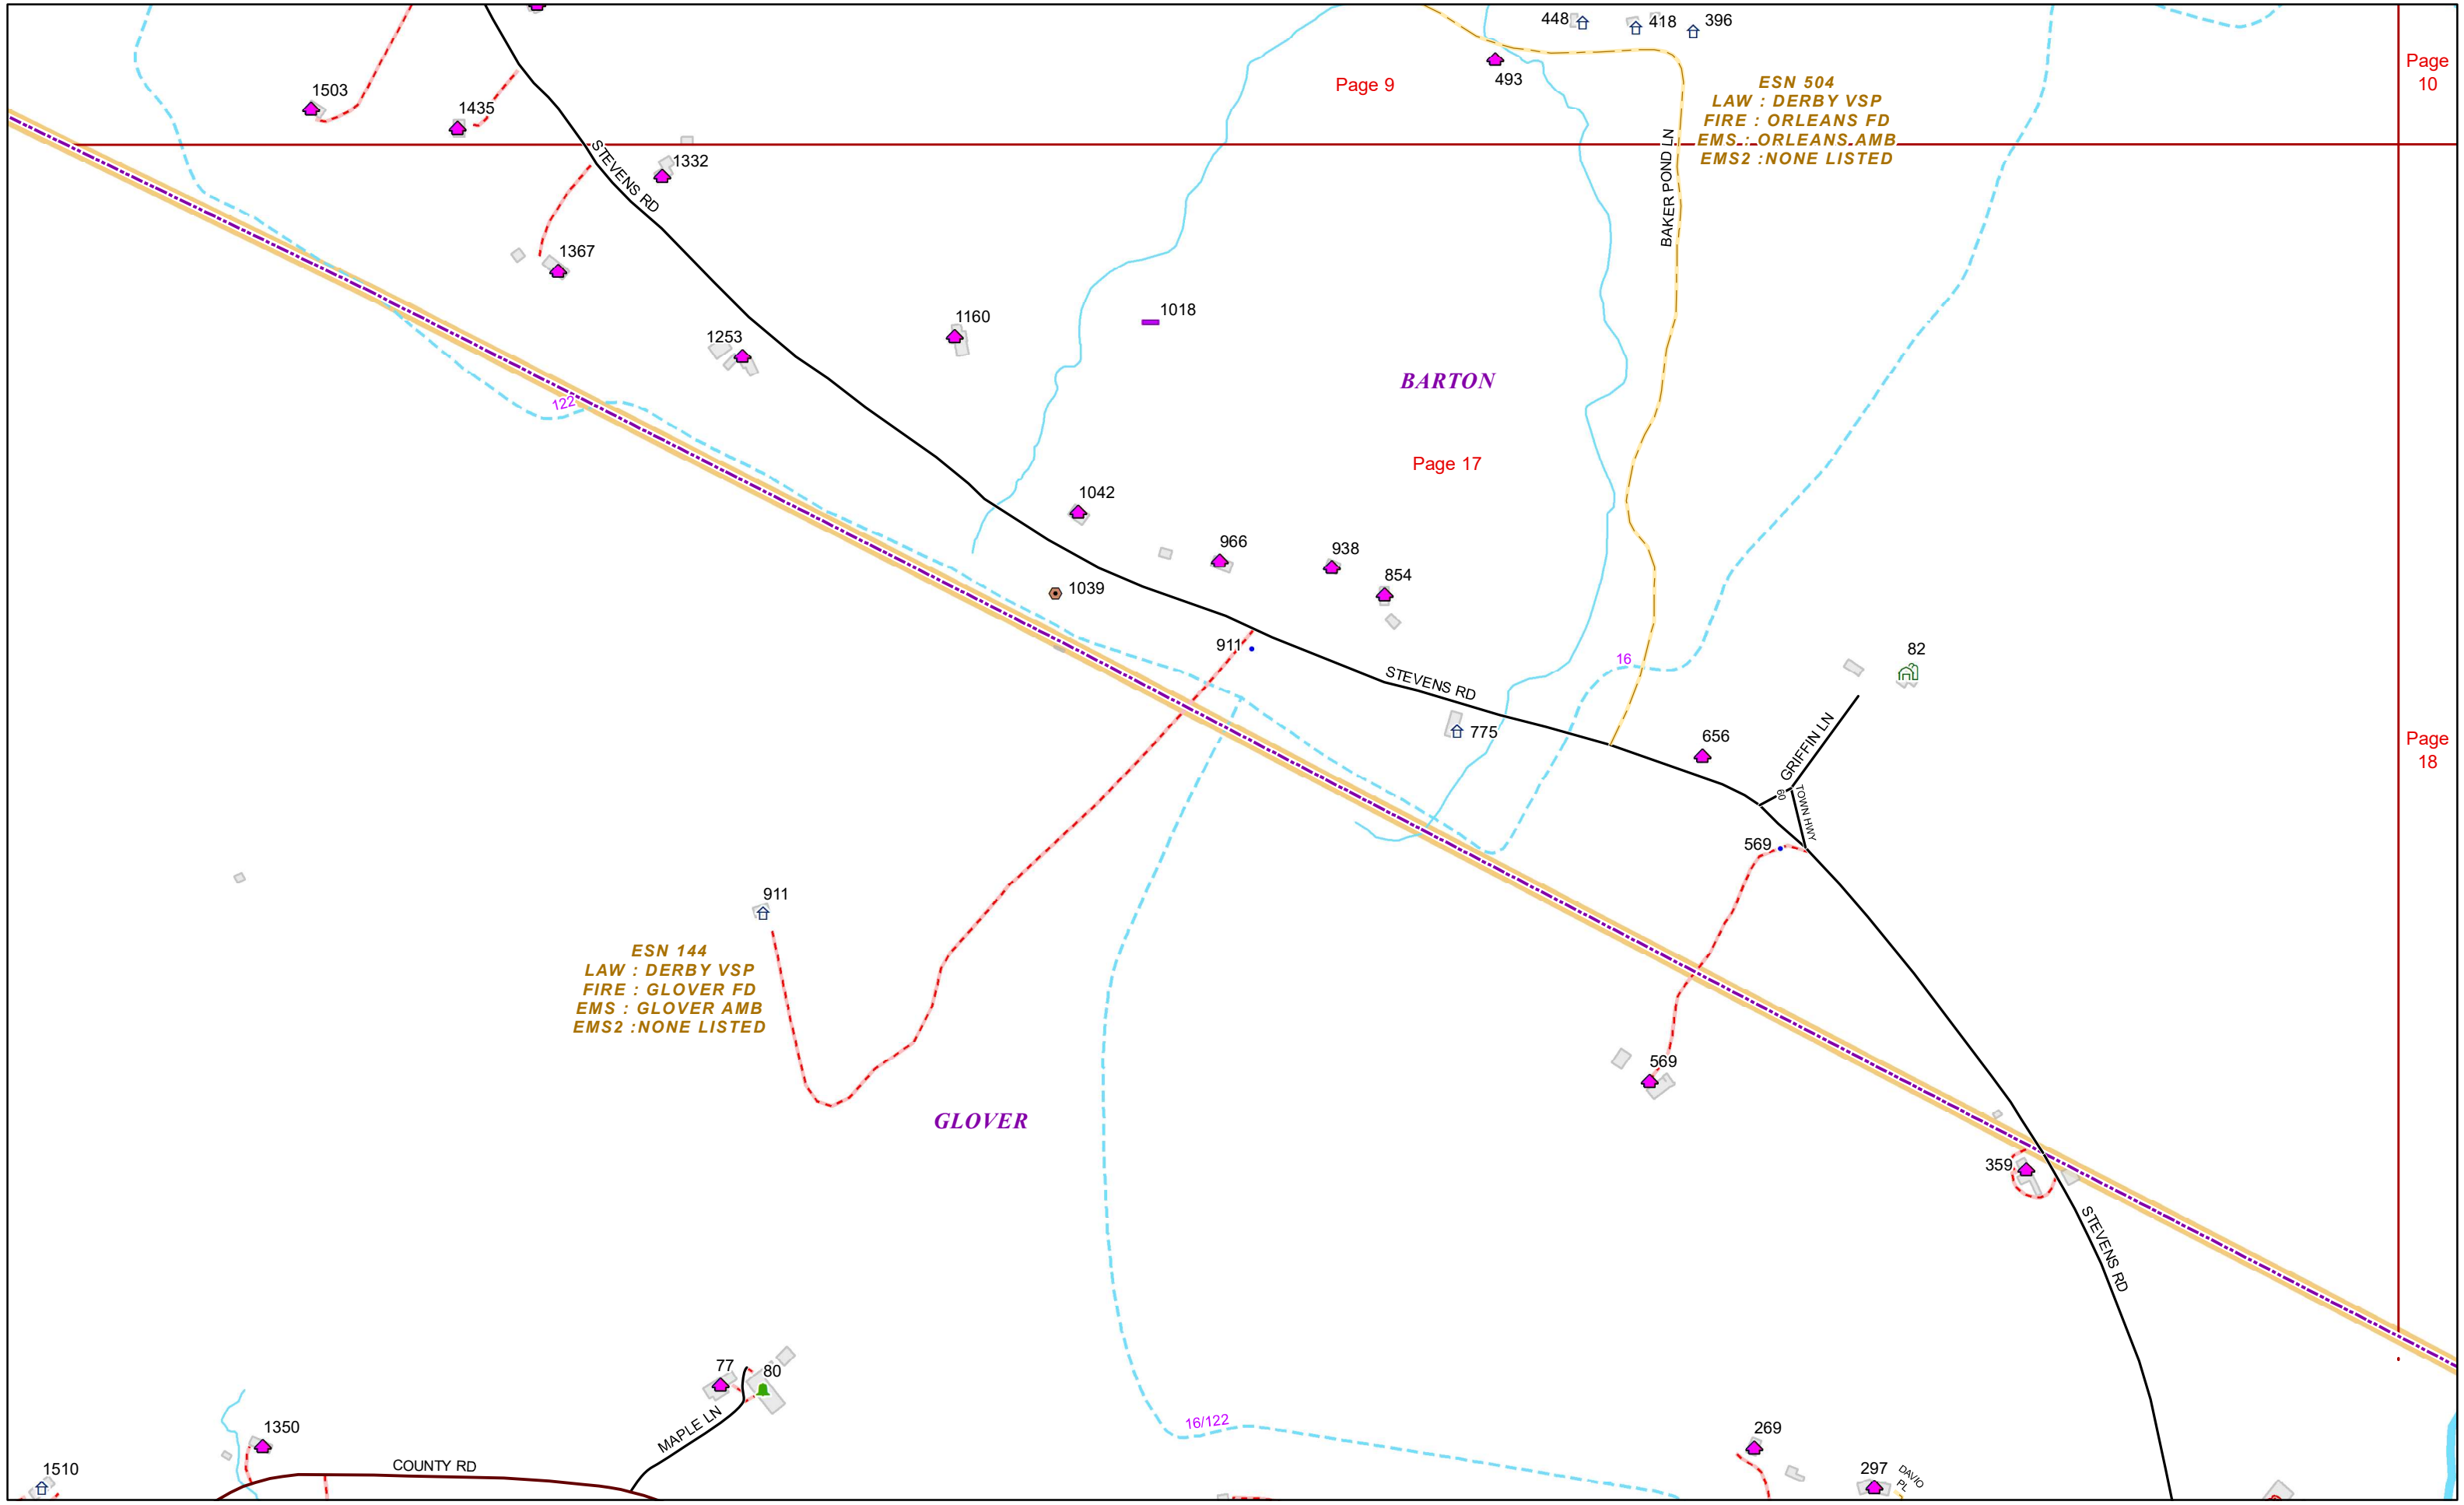 448
418
396
493
Page 9
Page
10
ESN 504
LAW : DERBY VSP
FIRE : ORLEANS FD
EMS : ORLEANS AMB
EMS2 :NONE LISTED
1503
1435
STEVENS RD
1332
BAKER POND LN
1367
1253
1160
1018
122
BARTON
Page 17
1042
966
938
854
1039
911
STEVENS RD
775
16
82
656
GRIFFIN LN
60
TOWN HWY
Page
18
569
911
ESN 144
LAW : DERBY VSP
FIRE : GLOVER FD
EMS : GLOVER AMB
EMS2 :NONE LISTED
569
GLOVER
359
STEVENS RD
77
80
MAPLE LN
16/122
1350
COUNTY RD
1510
269
297
DAVIO
PL